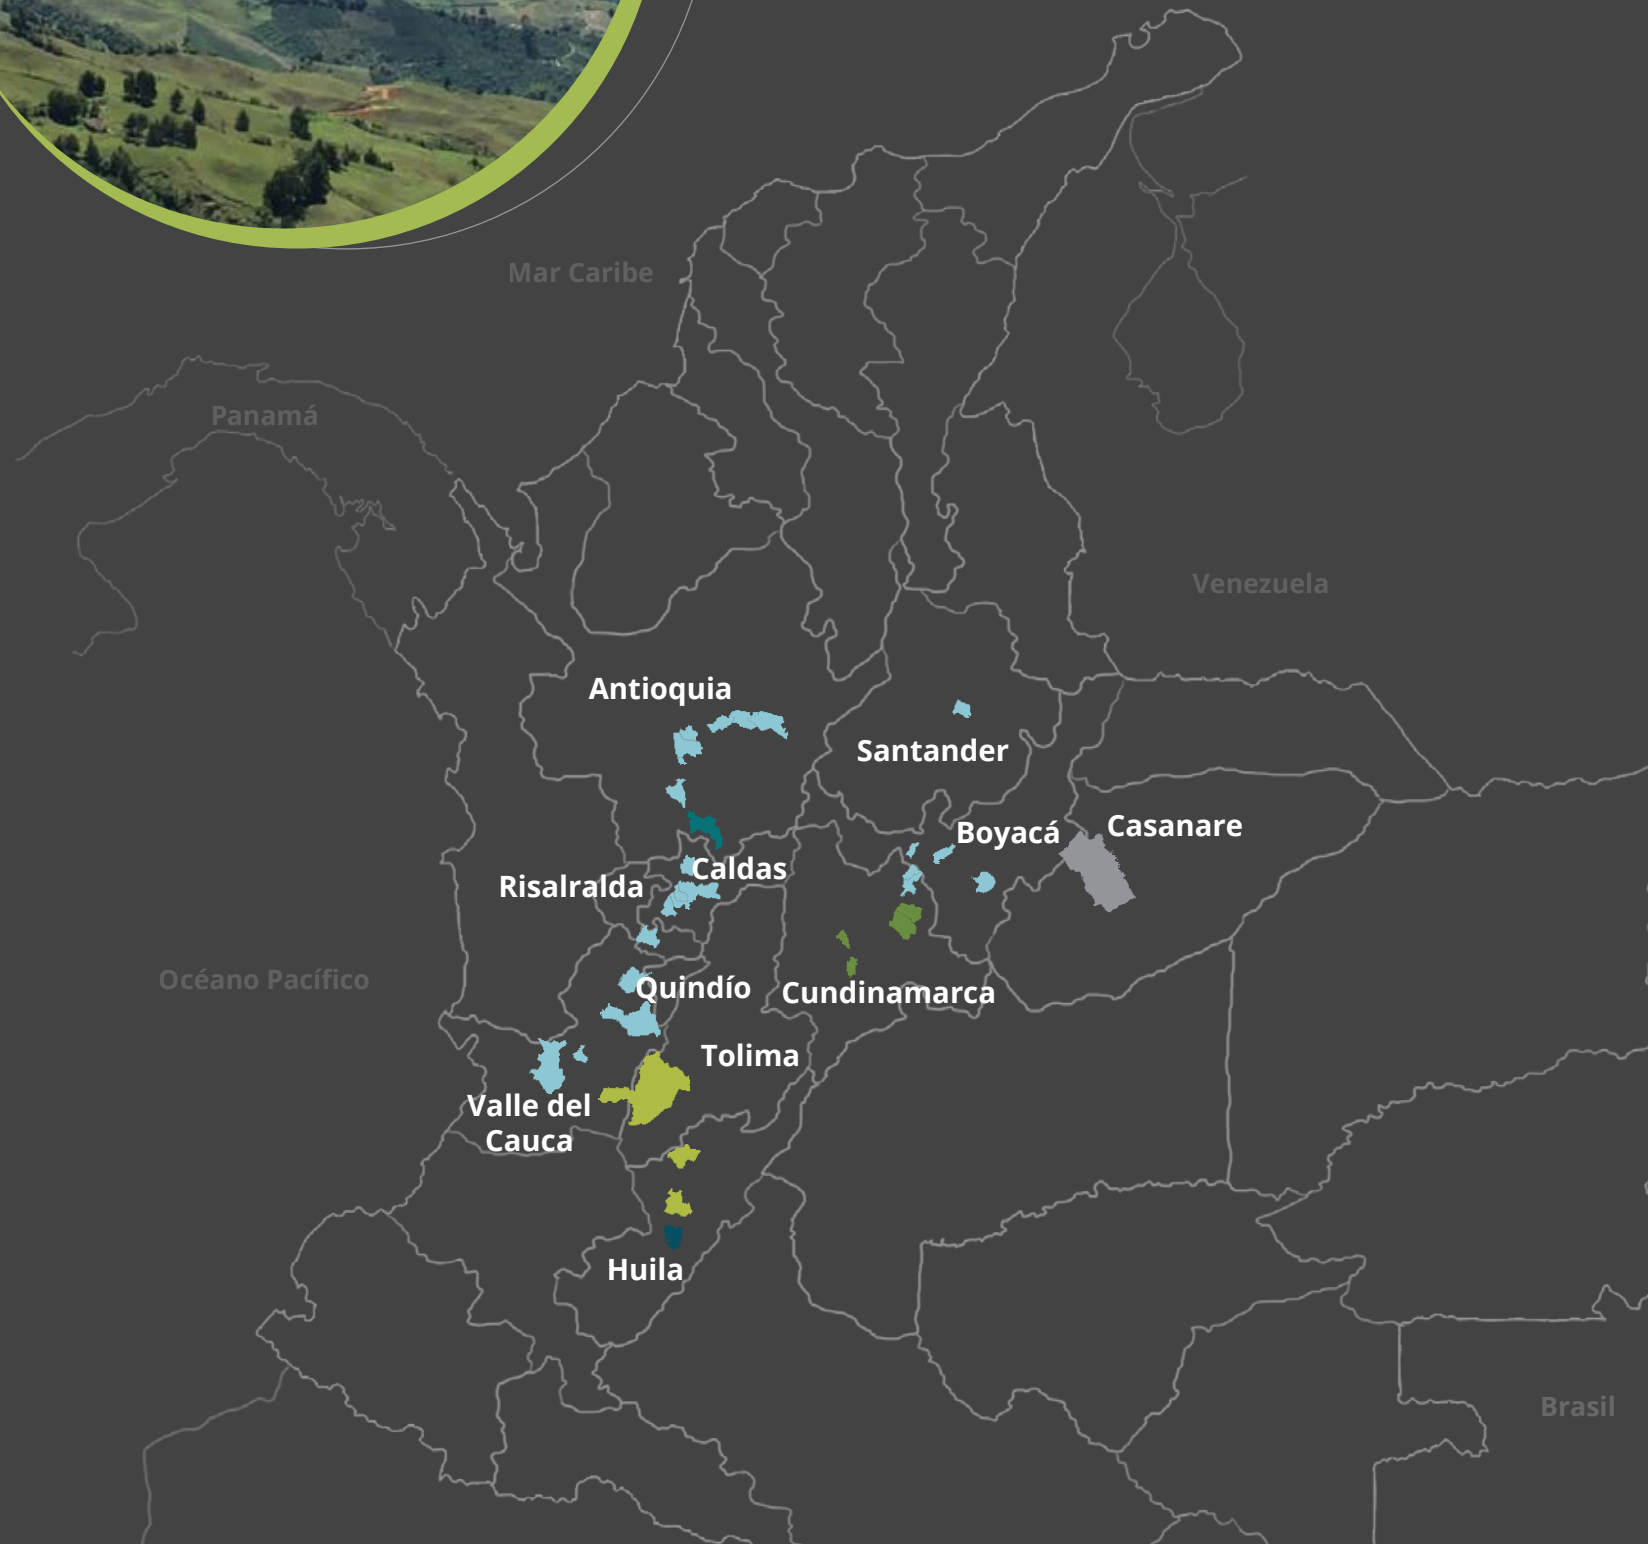 Mar Caribe
Panamá
Venezuela
Antioquia
Santander
Boyacá
Casanare
Caldas
Risalralda
Océano Pacífico
Quindío
Cundinamarca
Tolima
Valle del
Cauca
Huila
Brasil